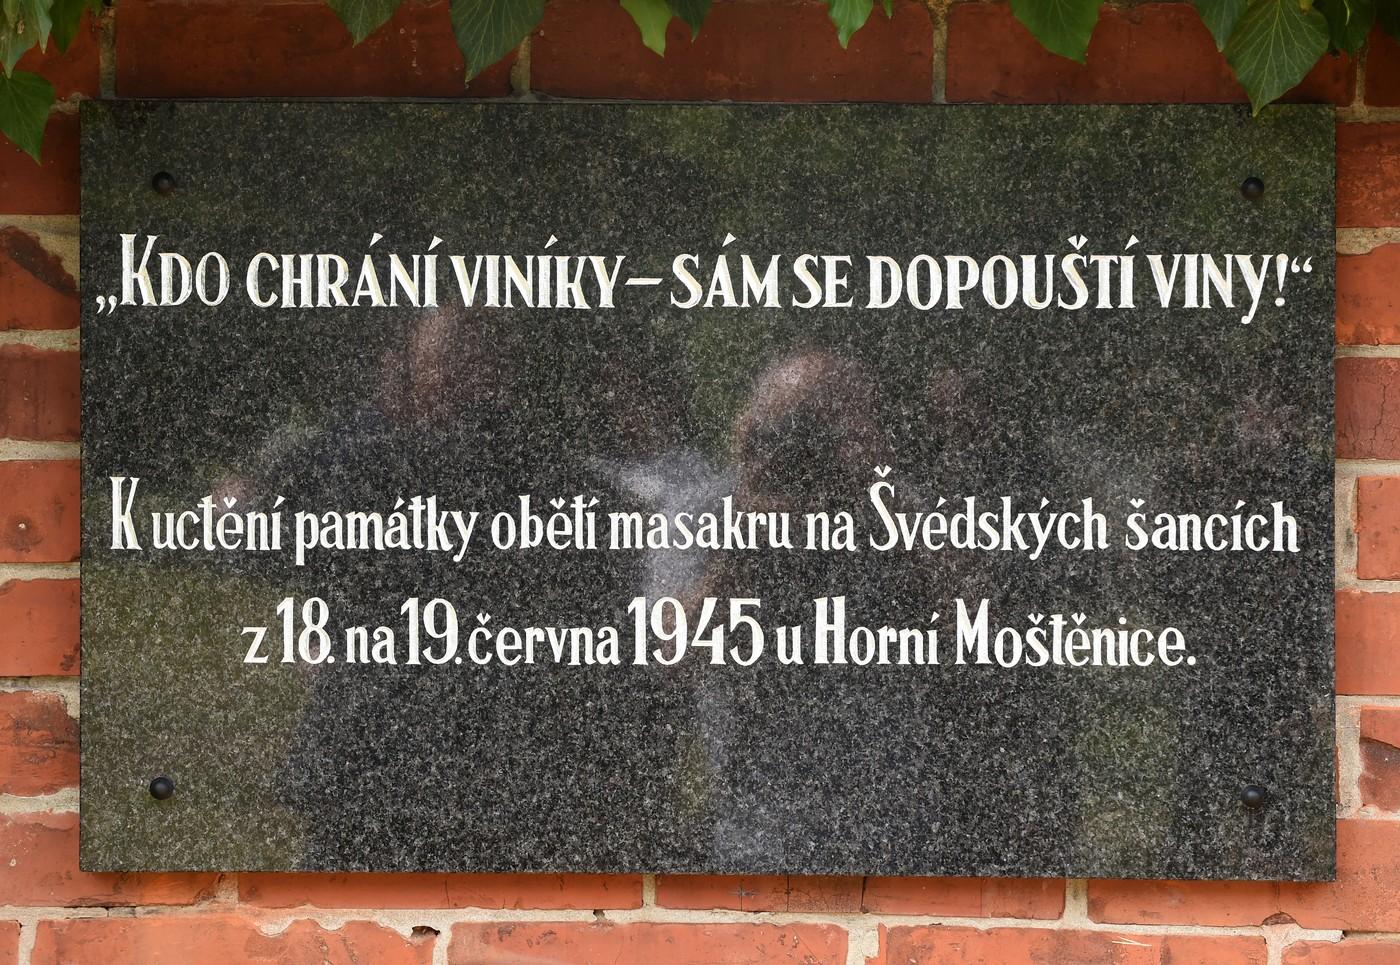 „Kdo chrání viníky – sám se dopouští viny!“
K uctění památky obětí masakru na Švédských šancích
z 18. na 19. června 1945 u Horní Moštěnice.